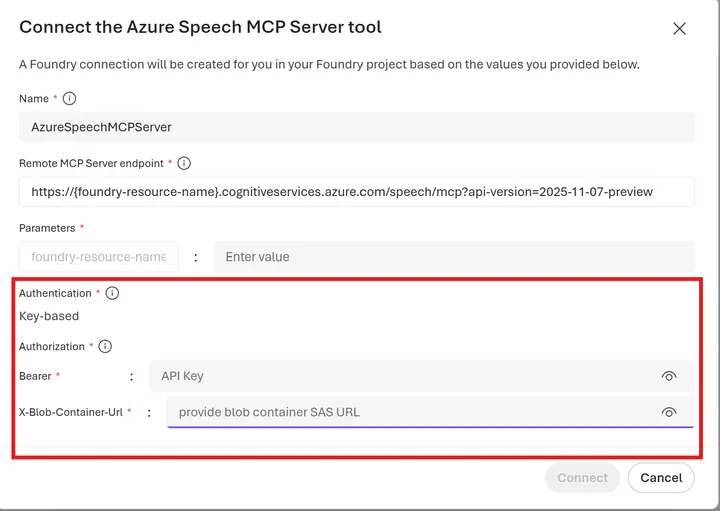 Connect the Azure Speech MCP Server tool
A Foundry connection will be created for you in your Foundry project based on the values you provided below.
Name *
AzureSpeechMCPServer
Remote MCP Server endpoint *
https://{foundry-resource-name}.cognitiveservices.azure.com/speech/mcp?api-version=2025-11-07-preview
Parameters *
foundry-resource-name : Enter value
Authentication *
Key-based
Authorization *
Bearer * : API Key
X-Blob-Container-Url * : provide blob container SAS URL
Connect Cancel